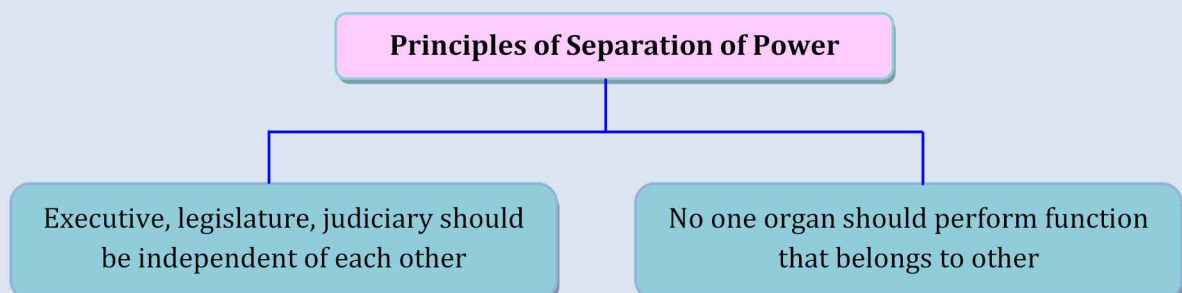 Principles of Separation of Power
Executive, legislature, judiciary should
be independent of each other
No one organ should perform function
that belongs to other